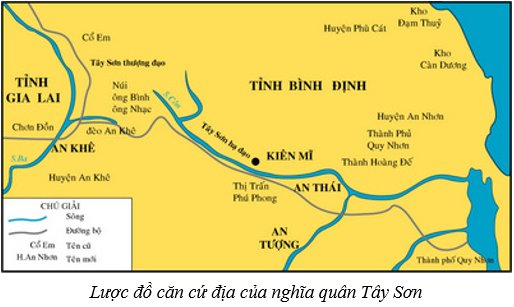 Kho
Đạm Thuỷ
Huyện Phù Cát
Cổ Em
Kho
Càn Dương
Tây Sơn thượng đạo
TỈNH
GIA LAI
Núi
ông Bình
ông Nhạc
S.Côn
TỈNH BÌNH ĐỊNH
Huyện An Nhơn
Chơn Đồn
đèo An Khê
Tây Sơn hạ đạo
Thành Phủ
Quy Nhơn
AN KHÊ
KIÊN MĨ
Thành Hoàng Đế
S.Ba
Huyện An Khê
Thị Trấn
Phú Phong
AN THÁI
CHÚ GIẢI
Sông
Đường bộ
Cổ Em Tên cũ
H.An Nhơn Tên mới
AN
TƯỢNG
Thành phố Quy Nhơn
Lược đồ căn cứ địa của nghĩa quân Tây Sơn